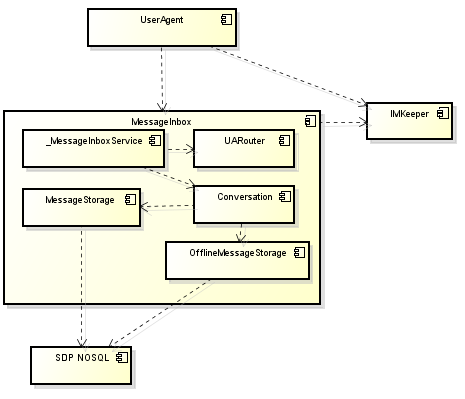 UserAgent
IMKeeper
MessageInbox
_MessageInboxService
UARouter
MessageStorage
Conversation
OfflineMessageStorage
SDP NOSQL